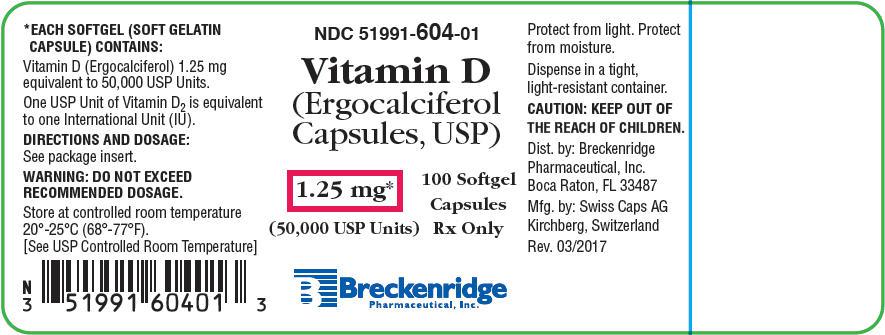 *EACH SOFTGEL (SOFT GELATIN
CAPSULE) CONTAINS:
Vitamin D (Ergocalciferol) 1.25 mg
equivalent to 50,000 USP Units.
One USP Unit of Vitamin D₂ is equivalent
to one International Unit (IU).
DIRECTIONS AND DOSAGE:
See package insert.
WARNING: DO NOT EXCEED
RECOMMENDED DOSAGE.
Store at controlled room temperature
20°-25°C (68°-77°F).
[See USP Controlled Room Temperature]
N
3 51991 60401 3
NDC 51991-604-01
Vitamin D
(Ergocalciferol
Capsules, USP)
1.25 mg*
(50,000 USP Units)
100 Softgel
Capsules
Rx Only
B Breckenridge
Pharmaceutical, Inc.
Protect from light. Protect
from moisture.
Dispense in a tight,
light-resistant container.
CAUTION: KEEP OUT OF
THE REACH OF CHILDREN.
Dist. by: Breckenridge
Pharmaceutical, Inc.
Boca Raton, FL 33487
Mfg. by: Swiss Caps AG
Kirchberg, Switzerland
Rev. 03/2017